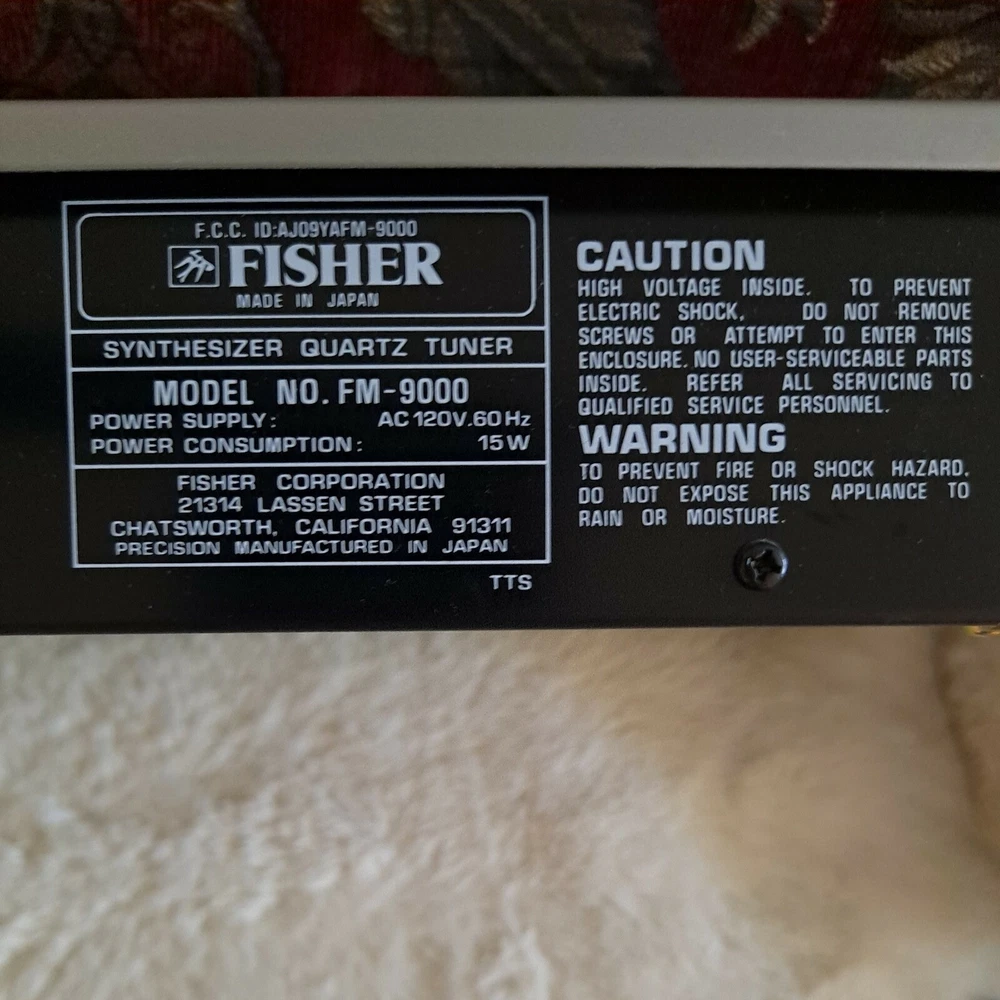 F.C.C. ID:AJ09YAFM-9000
FISHER
MADE IN JAPAN
SYNTHESIZER QUARTZ TUNER
MODEL NO. FM-9000
POWER SUPPLY: AC 120V.60Hz
POWER CONSUMPTION: 15W
FISHER CORPORATION
21314 LASSEN STREET
CHATSWORTH, CALIFORNIA 91311
PRECISION MANUFACTURED IN JAPAN
TTS
CAUTION
HIGH VOLTAGE INSIDE. TO PREVENT
ELECTRIC SHOCK, DO NOT REMOVE
SCREWS OR ATTEMPT TO ENTER THIS
ENCLOSURE. NO USER-SERVICEABLE PARTS
INSIDE. REFER ALL SERVICING TO
QUALIFIED SERVICE PERSONNEL.
WARNING
TO PREVENT FIRE OR SHOCK HAZARD,
DO NOT EXPOSE THIS APPLIANCE TO
RAIN OR MOISTURE.